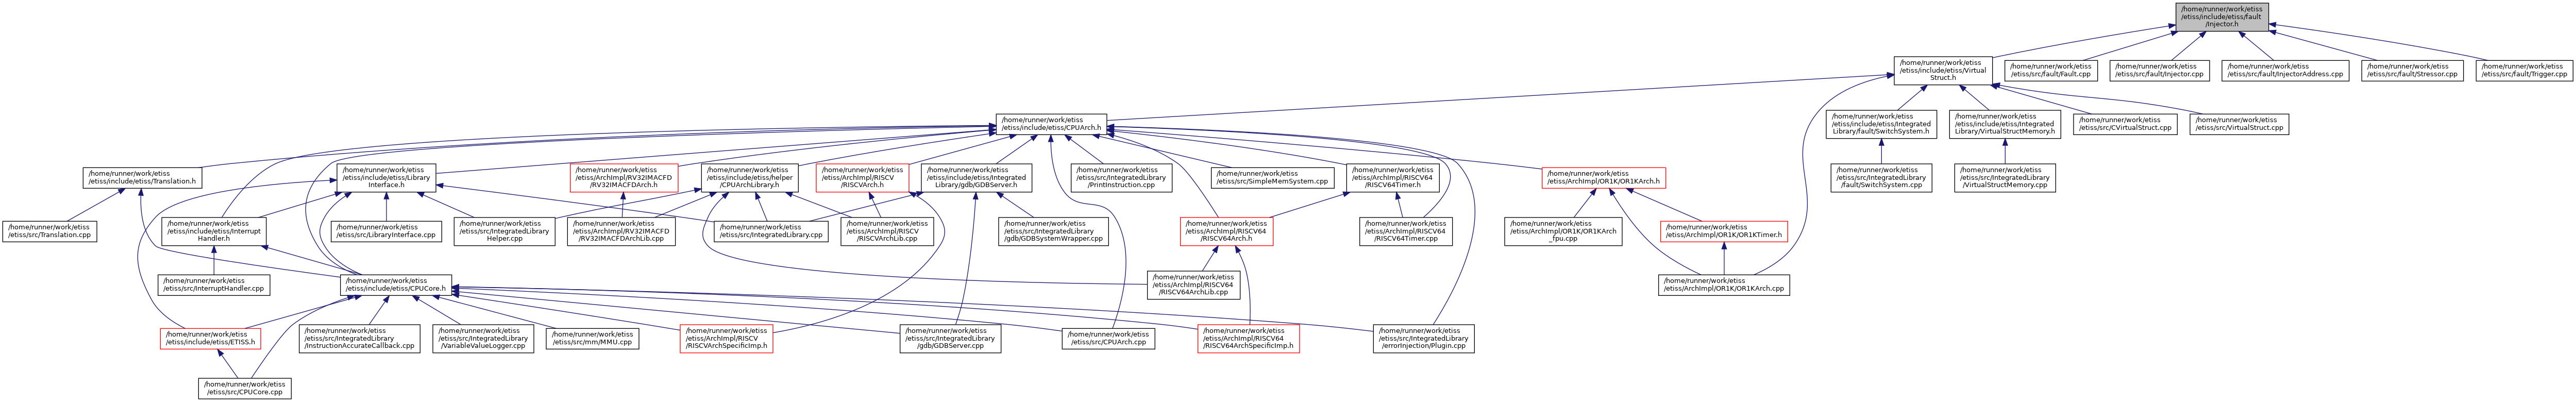 /home/runner/work/etiss
/etiss/include/etiss/fault
/Injector.h
/home/runner/work/etiss
/etiss/include/etiss/Virtual
Struct.h
/home/runner/work/etiss
/etiss/src/fault/Fault.cpp
/home/runner/work/etiss
/etiss/src/fault/Injector.cpp
/home/runner/work/etiss
/etiss/src/fault/InjectorAddress.cpp
/home/runner/work/etiss
/etiss/src/fault/Stressor.cpp
/home/runner/work/etiss
/etiss/src/fault/Trigger.cpp
/home/runner/work/etiss
/etiss/include/etiss/CPUArch.h
/home/runner/work/etiss
/etiss/include/etiss/Integrated
Library/fault/SwitchSystem.h
/home/runner/work/etiss
/etiss/include/etiss/Integrated
Library/VirtualStructMemory.h
/home/runner/work/etiss
/etiss/src/CVirtualStruct.cpp
/home/runner/work/etiss
/etiss/src/VirtualStruct.cpp
/home/runner/work/etiss
/etiss/include/etiss/Translation.h
/home/runner/work/etiss
/etiss/include/etiss/Library
Interface.h
/home/runner/work/etiss
/etiss/ArchImpl/RV32IMACFD
/RV32IMACFDArch.h
/home/runner/work/etiss
/etiss/include/etiss/helper
/CPUArchLibrary.h
/home/runner/work/etiss
/etiss/ArchImpl/RISCV
/RISCVArch.h
/home/runner/work/etiss
/etiss/include/etiss/Integrated
Library/gdb/GDBServer.h
/home/runner/work/etiss
/etiss/src/IntegratedLibrary
/PrintInstruction.cpp
/home/runner/work/etiss
/etiss/src/SimpleMemSystem.cpp
/home/runner/work/etiss
/etiss/ArchImpl/RISCV64
/RISCV64Timer.h
/home/runner/work/etiss
/etiss/ArchImpl/OR1K/OR1KArch.h
/home/runner/work/etiss
/etiss/src/IntegratedLibrary
/fault/SwitchSystem.cpp
/home/runner/work/etiss
/etiss/src/IntegratedLibrary
/VirtualStructMemory.cpp
/home/runner/work/etiss
/etiss/src/Translation.cpp
/home/runner/work/etiss
/etiss/include/etiss/Interrupt
Handler.h
/home/runner/work/etiss
/etiss/src/LibraryInterface.cpp
/home/runner/work/etiss
/etiss/src/IntegratedLibrary
Helper.cpp
/home/runner/work/etiss
/etiss/ArchImpl/RV32IMACFD
/RV32IMACFDArchLib.cpp
/home/runner/work/etiss
/etiss/src/IntegratedLibrary.cpp
/home/runner/work/etiss
/etiss/ArchImpl/RISCV
/RISCVArchLib.cpp
/home/runner/work/etiss
/etiss/src/IntegratedLibrary
/gdb/GDBSystemWrapper.cpp
/home/runner/work/etiss
/etiss/ArchImpl/RISCV64
/RISCV64Arch.h
/home/runner/work/etiss
/etiss/ArchImpl/RISCV64
/RISCV64Timer.cpp
/home/runner/work/etiss
/etiss/ArchImpl/OR1K/OR1KArch
_fpu.cpp
/home/runner/work/etiss
/etiss/ArchImpl/OR1K/OR1KTimer.h
/home/runner/work/etiss
/etiss/src/InterruptHandler.cpp
/home/runner/work/etiss
/etiss/include/etiss/CPUCore.h
/home/runner/work/etiss
/etiss/ArchImpl/RISCV64
/RISCV64ArchLib.cpp
/home/runner/work/etiss
/etiss/ArchImpl/OR1K/OR1KArch.cpp
/home/runner/work/etiss
/etiss/include/etiss/ETISS.h
/home/runner/work/etiss
/etiss/src/IntegratedLibrary
/InstructionAccurateCallback.cpp
/home/runner/work/etiss
/etiss/src/IntegratedLibrary
/VariableValueLogger.cpp
/home/runner/work/etiss
/etiss/src/mm/MMU.cpp
/home/runner/work/etiss
/etiss/ArchImpl/RISCV
/RISCVArchSpecificImp.h
/home/runner/work/etiss
/etiss/src/IntegratedLibrary
/gdb/GDBServer.cpp
/home/runner/work/etiss
/etiss/src/CPUArch.cpp
/home/runner/work/etiss
/etiss/ArchImpl/RISCV64
/RISCV64ArchSpecificImp.h
/home/runner/work/etiss
/etiss/src/IntegratedLibrary
/errorInjection/Plugin.cpp
/home/runner/work/etiss
/etiss/src/CPUCore.cpp